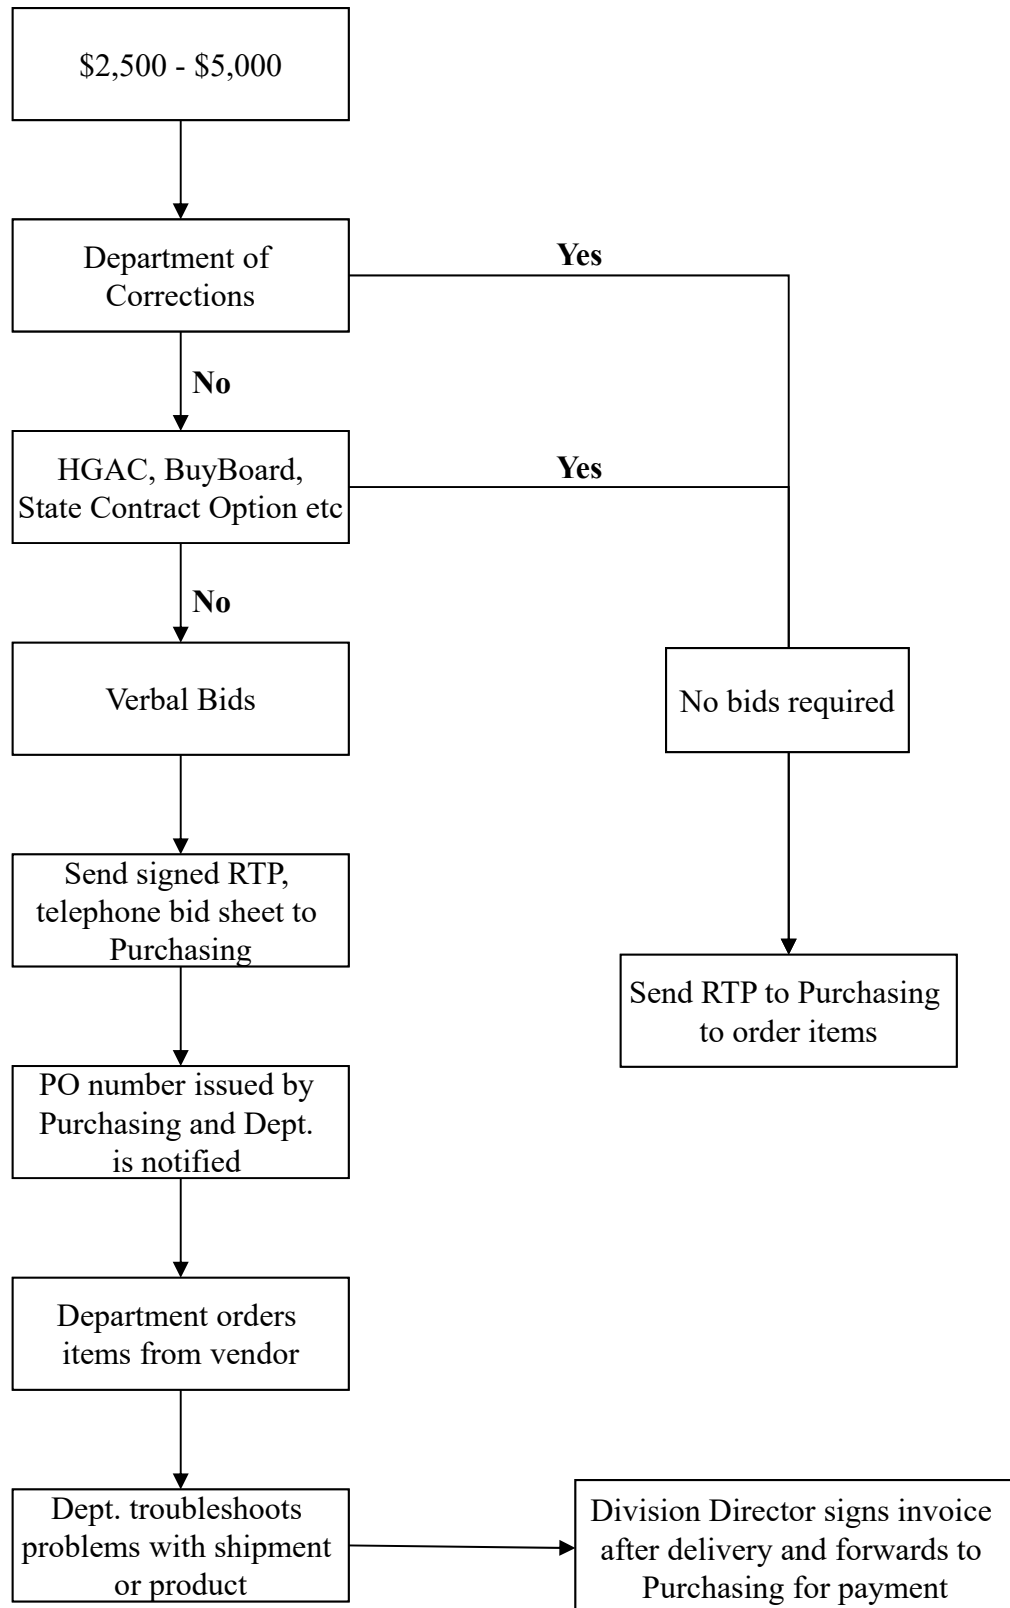 $2,500 - $5,000
Department of
Corrections
Yes
No
HGAC, BuyBoard,
State Contract Option etc
Yes
No
Verbal Bids
No bids required
Send signed RTP,
telephone bid sheet to
Purchasing
Send RTP to Purchasing
to order items
PO number issued by
Purchasing and Dept.
is notified
Department orders
items from vendor
Dept. troubleshoots
problems with shipment
or product
Division Director signs invoice
after delivery and forwards to
Purchasing for payment